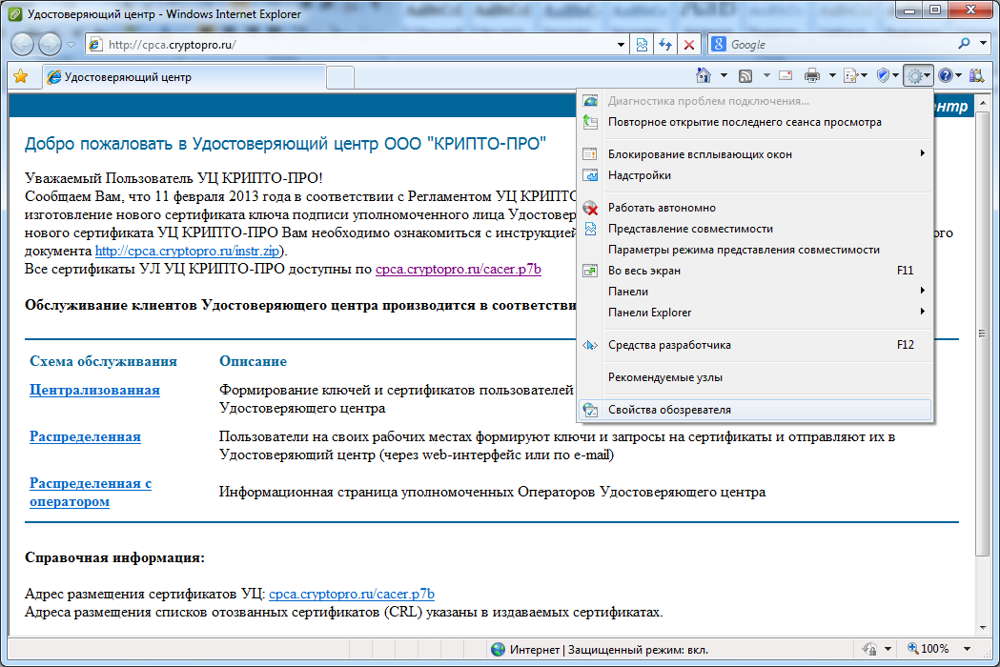 Удостоверяющий центр - Windows Internet Explorer
http://cpca.cryptopro.ru/
Google
Удостоверяющий центр
Диагностика проблем подключения...
Повторное открытие последнего сеанса просмотра
Блокирование всплывающих окон
Надстройки
Работать автономно
Представление совместимости
Параметры режима представления совместимости
Во весь экран F11
Панели
Панели Explorer
Средства разработчика F12
Рекомендуемые узлы
Свойства обозревателя
ентр
Добро пожаловать в Удостоверяющий центр ООО "КРИПТО-ПРО"
Уважаемый Пользователь УЦ КРИПТО-ПРО!
Сообщаем Вам, что 11 февраля 2013 года в соответствии с Регламентом УЦ КРИПТО
изготовление нового сертификата ключа подписи уполномоченного лица Удостовер
нового сертификата УЦ КРИПТО-ПРО Вам необходимо ознакомиться с инструкцией ного
документа http://cpca.cryptopro.ru/instr.zip).
Все сертификаты УЛ УЦ КРИПТО-ПРО доступны по cpca.cryptopro.ru/cacer.p7b
Обслуживание клиентов Удостоверяющего центра производится в соответстви
Схема обслуживания Описание
Централизованная Формирование ключей и сертификатов пользователей
Удостоверяющего центра
Распределенная Пользователи на своих рабочих местах формируют ключи и запросы на сертификаты и отправляют их в
Удостоверяющий центр (через web-интерфейс или по e-mail)
Распределенная с
оператором Информационная страница уполномоченных Операторов Удостоверяющего центра
Справочная информация:
Адрес размещения сертификатов УЦ: cpca.cryptopro.ru/cacer.p7b
Адреса размещения списков отозванных сертификатов (CRL) указаны в издаваемых сертификатах.
Интернет | Защищенный режим: вкл. 100%